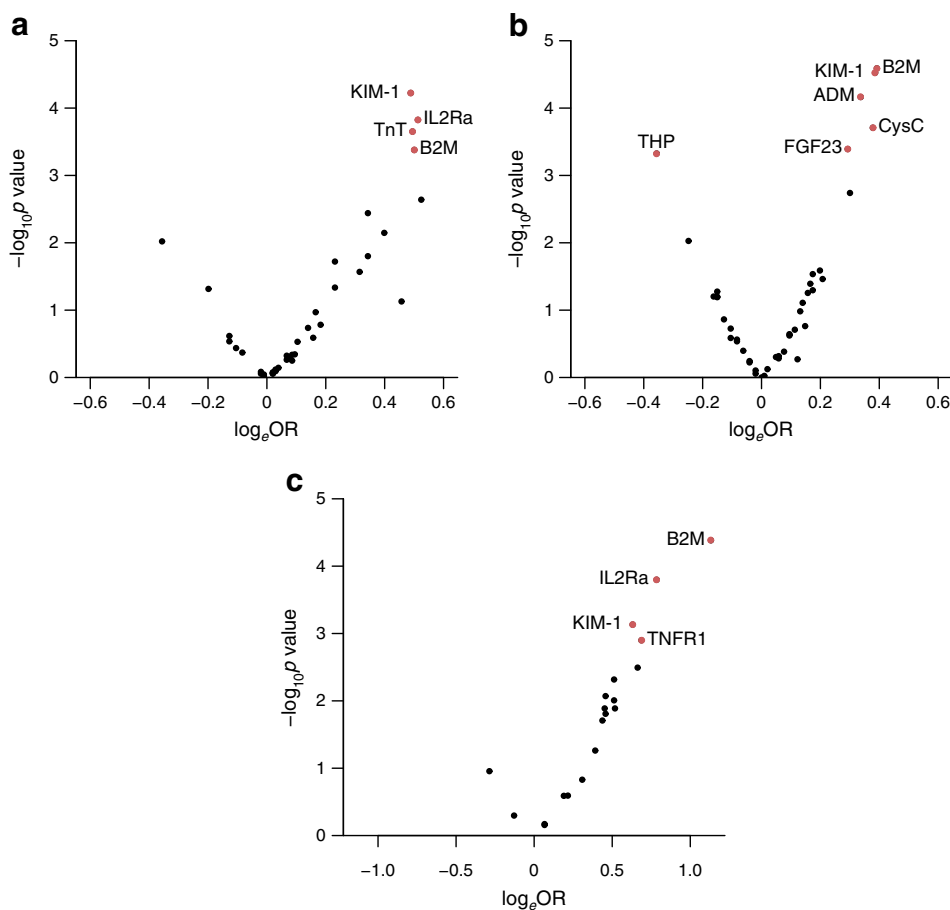 a
5
4
3
2
1
0
−log10p value
KIM-1
IL2Ra
TnT
B2M
−0.6 −0.4 −0.2 0 0.2 0.4 0.6
logeOR
b
5
4
3
2
1
0
−log10p value
KIM-1 B2M
ADM
CysC
FGF23
THP
−0.6 −0.4 −0.2 0 0.2 0.4 0.6
logeOR
c
5
4
3
2
1
0
−log10p value
B2M
IL2Ra
KIM-1
TNFR1
−1.0 −0.5 0 0.5 1.0
logeOR